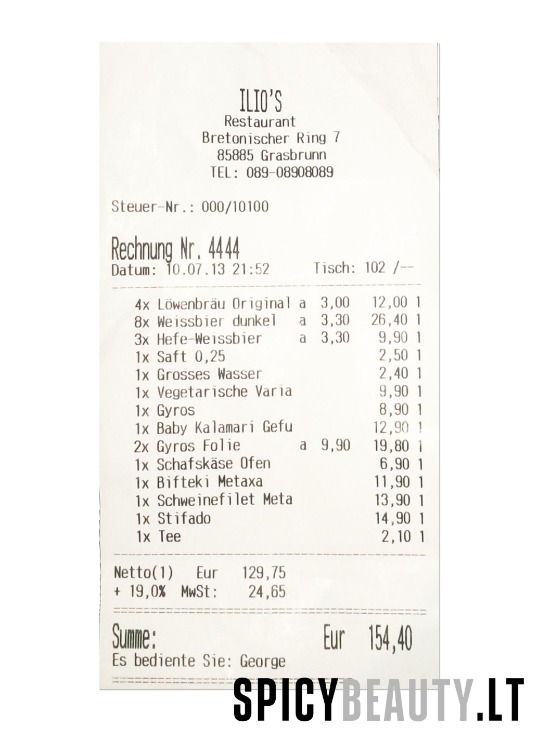 ILIO'S
Restaurant
Bretonischer Ring 7
85885 Grasbrunn
TEL: 089-08908089
Steuer-Nr.: 000/10100
Rechnung Nr. 4444
Datum: 10.07.13 21:52 Tisch: 102 /--
4x Löwenbräu Original a 3,00 12,00 1
8x Weissbier dunkel a 3,30 26,40 1
3x Hefe-Weissbier a 3,30 9,90 1
1x Saft 0,25 2,50 1
1x Grosses Wasser 2,40 1
1x Vegetarische Varia 9,90 1
1x Gyros 8,90 1
1x Baby Kalamari Gefu 12,90 1
2x Gyros Folie a 9,90 19,80 1
1x Schafskäse Ofen 6,90 1
1x Bifteki Metaxa 11,90 1
1x Schweinefilet Meta 13,90 1
1x Stifado 14,90 1
1x Tee 2,10 1
Netto(1) Eur 129,75
+ 19,0% MwSt: 24,65
Summe: Eur 154,40
Es bediente Sie: George
SPICYBEAUTY.LT